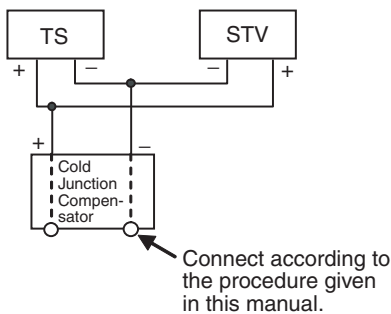 TS
STV
+
–
–
+
+
–
Cold
Junction
Compen-
sator
Connect according to
the procedure given
in this manual.